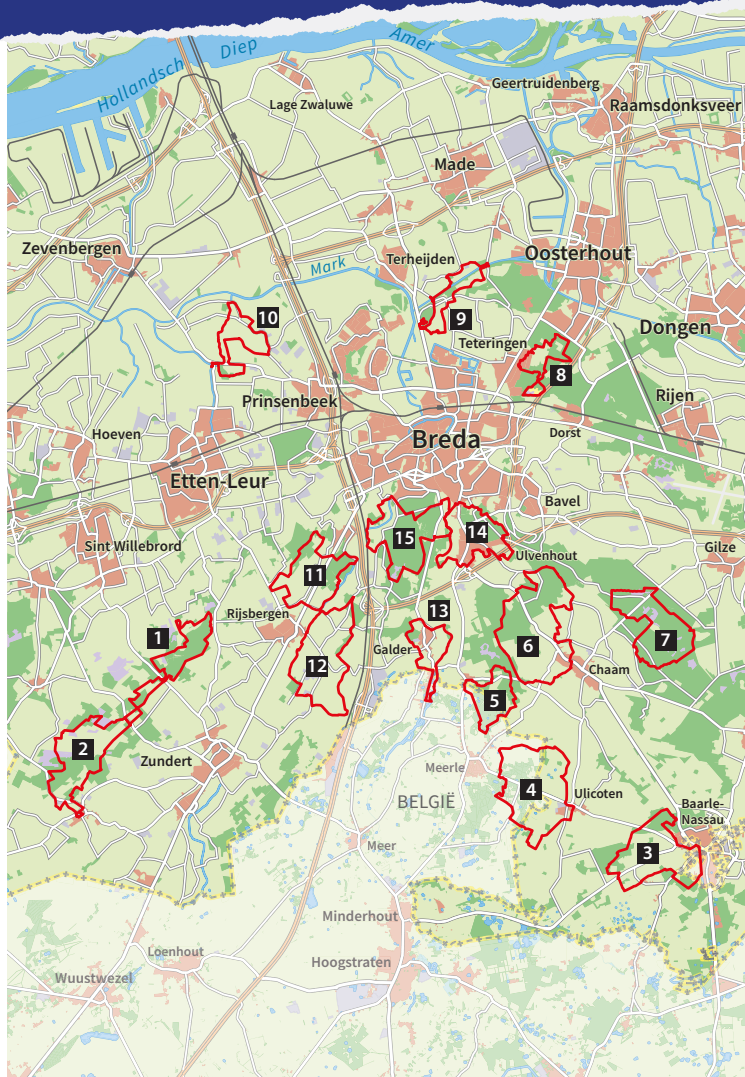 Hollandsch Diep
Amer
Geertruidenberg
Lage Zwaluwe
Raamsdonksveer
Made
Zevenbergen
Terheijden
Oosterhout
Mark
10
9
Dongen
Teteringen
8
Prinsenbeek
Rijen
Hoeven
Breda
Dorst
Etten-Leur
Bavel
15
14
Sint Willebrord
Gilze
Ulvenhout
11
Rijsbergen
13
1
7
6
Galder
12
Chaam
5
2
Zundert
Meerle
4
Ulicoten
BELGIË
Baarle-
Nassau
Meer
3
Minderhout
Loenhout
Hoogstraten
Wuustwezel